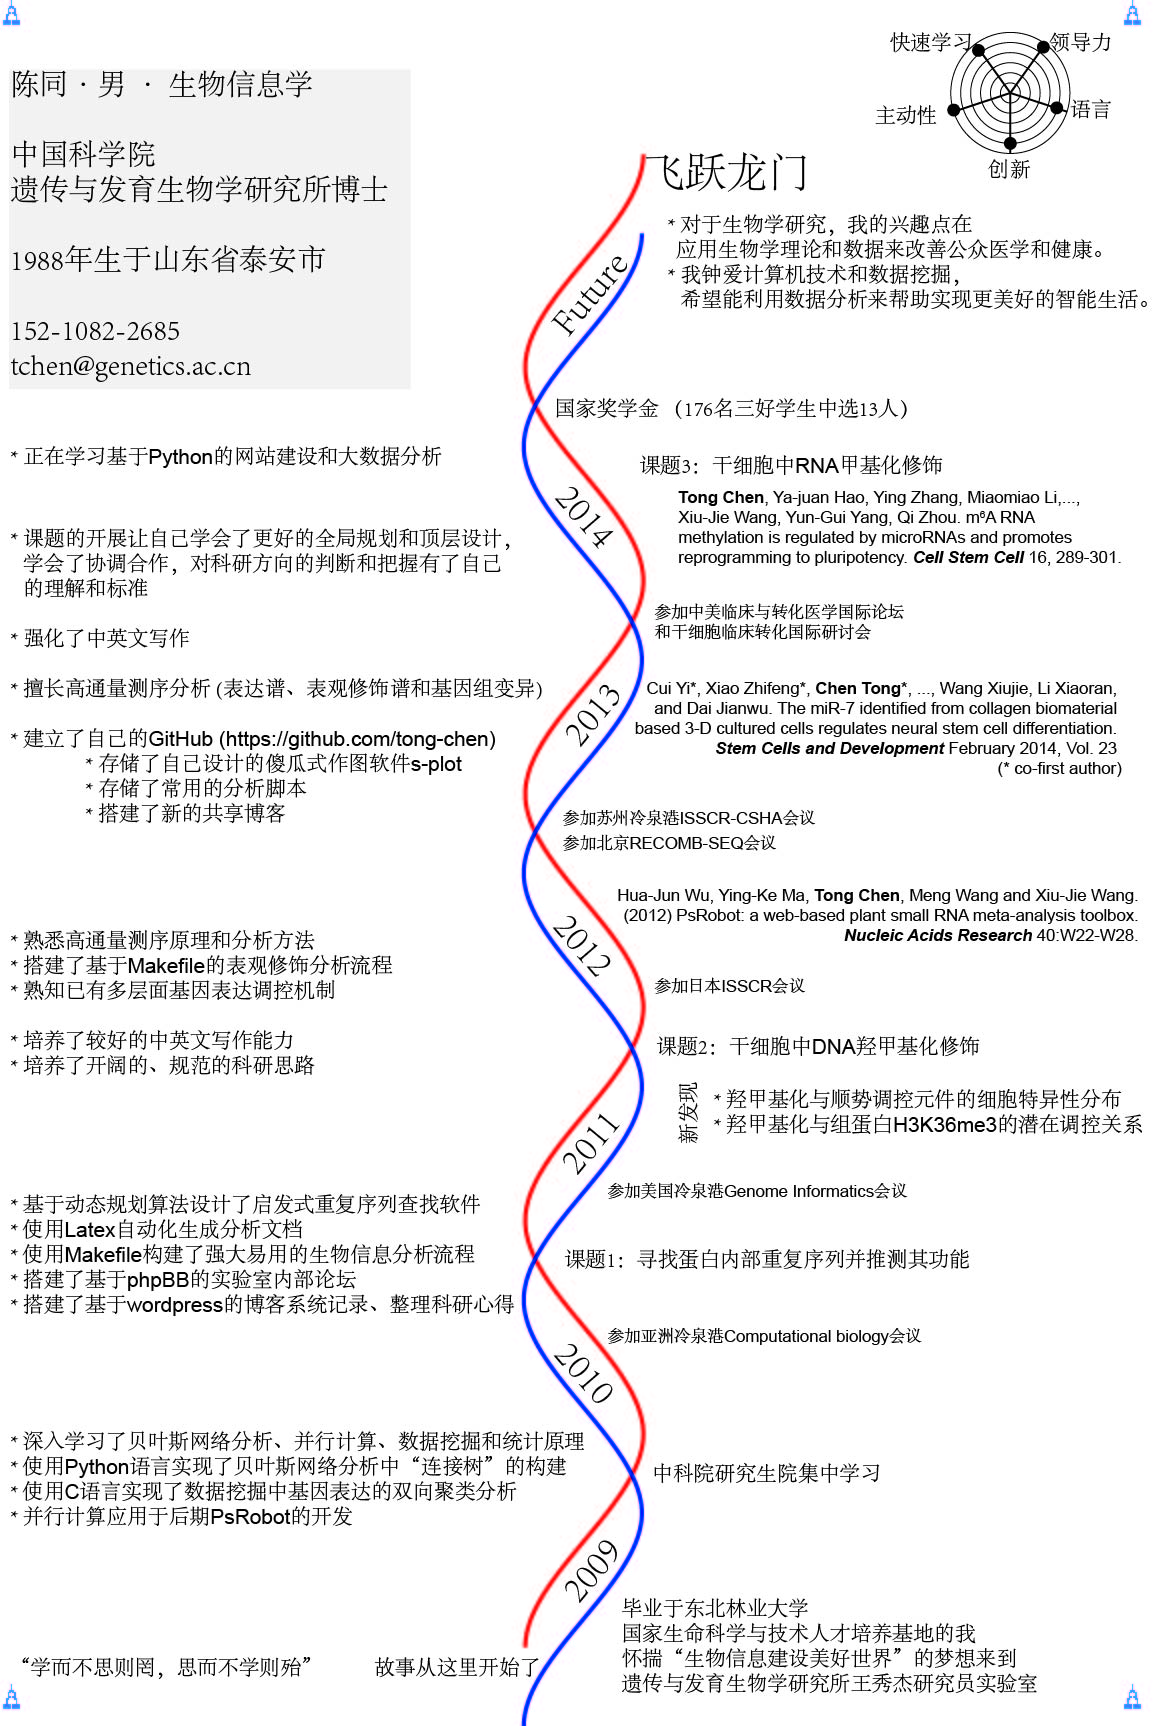 快速学习
领导力
主动性
语言
创新
陈同 · 男 · 生物信息学
中国科学院
遗传与发育生物学研究所博士
1988年生于山东省泰安市
152-1082-2685
tchen@genetics.ac.cn
飞跃龙门
* 对于生物学研究，我的兴趣点在
应用生物学理论和数据来改善公众医学和健康。
* 我钟爱计算机技术和数据挖掘，
希望能利用数据分析来帮助实现更美好的智能生活。
Future
国家奖学金 （176名三好学生中选13人）
* 正在学习基于Python的网站建设和大数据分析
课题3：干细胞中RNA甲基化修饰
Tong Chen, Ya-juan Hao, Ying Zhang, Miaomiao Li,...,
Xiu-Jie Wang, Yun-Gui Yang, Qi Zhou. m⁶A RNA
methylation is regulated by microRNAs and promotes
reprogramming to pluripotency. Cell Stem Cell 16, 289-301.
2014
* 课题的开展让自己学会了更好的全局规划和顶层设计，
学会了协调合作，对科研方向的判断和把握有了自己
的理解和标准
* 强化了中英文写作
参加中美临床与转化医学国际论坛
和干细胞临床转化国际研讨会
* 擅长高通量测序分析 (表达谱、表观修饰谱和基因组变异)
* 建立了自己的GitHub (https://github.com/tong-chen)
* 存储了自己设计的傻瓜式作图软件s-plot
* 存储了常用的分析脚本
* 搭建了新的共享博客
2013
Cui Yi*, Xiao Zhifeng*, Chen Tong*, ..., Wang Xiujie, Li Xiaoran,
and Dai Jianwu. The miR-7 identified from collagen biomaterial
based 3-D cultured cells regulates neural stem cell differentiation.
Stem Cells and Development February 2014, Vol. 23
(* co-first author)
参加苏州冷泉港ISSCR-CSHA会议
参加北京RECOMB-SEQ会议
Hua-Jun Wu, Ying-Ke Ma, Tong Chen, Meng Wang and Xiu-Jie Wang.
(2012) PsRobot: a web-based plant small RNA meta-analysis toolbox.
Nucleic Acids Research 40:W22-W28.
2012
* 熟悉高通量测序原理和分析方法
* 搭建了基于Makefile的表观修饰分析流程
* 熟知已有多层面基因表达调控机制
* 培养了较好的中英文写作能力
* 培养了开阔的、规范的科研思路
参加日本ISSCR会议
课题2：干细胞中DNA羟甲基化修饰
新发现
* 羟甲基化与顺势调控元件的细胞特异性分布
* 羟甲基化与组蛋白H3K36me3的潜在调控关系
2011
参加美国冷泉港Genome Informatics会议
* 基于动态规划算法设计了启发式重复序列查找软件
* 使用Latex自动化生成分析文档
* 使用Makefile构建了强大易用的生物信息分析流程
* 搭建了基于phpBB的实验室内部论坛
* 搭建了基于wordpress的博客系统记录、整理科研心得
课题1：寻找蛋白内部重复序列并推测其功能
参加亚洲冷泉港Computational biology会议
2010
* 深入学习了贝叶斯网络分析、并行计算、数据挖掘和统计原理
* 使用Python语言实现了贝叶斯网络分析中“连接树”的构建
* 使用C语言实现了数据挖掘中基因表达的双向聚类分析
* 并行计算应用于后期PsRobot的开发
中科院研究生院集中学习
2009
毕业于东北林业大学
国家生命科学与技术人才培养基地的我
怀揣“生物信息建设美好世界”的梦想来到
遗传与发育生物学研究所王秀杰研究员实验室
“学而不思则罔，思而不学则殆”
故事从这里开始了